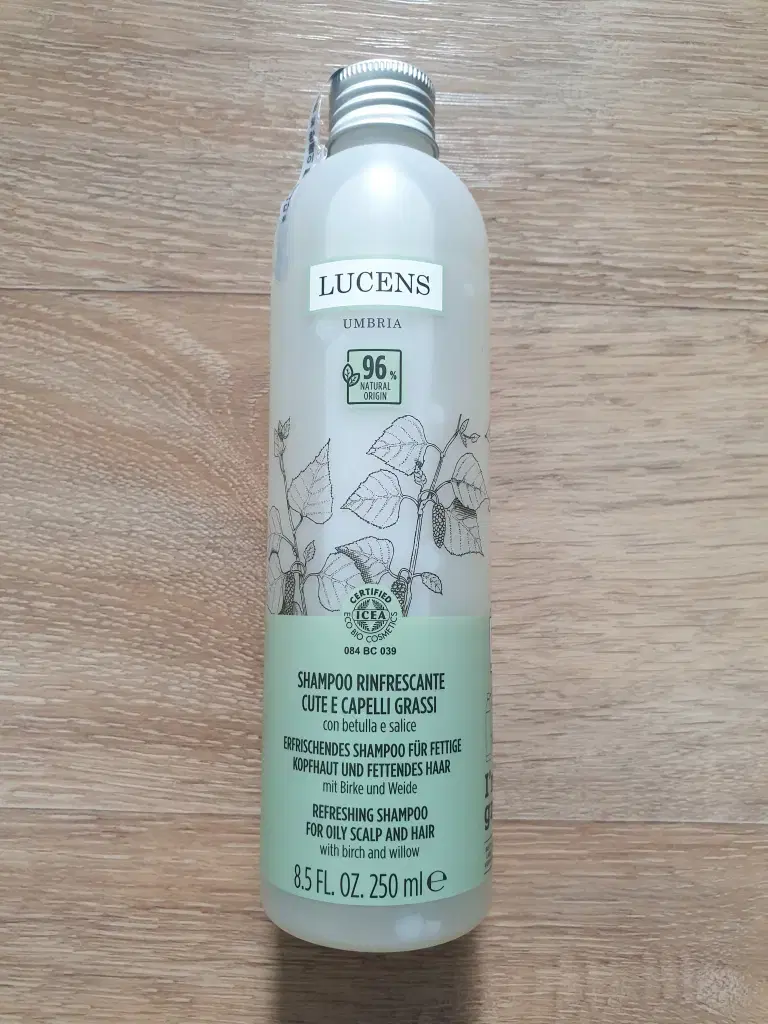 LUCENS
UMBRIA
96%
NATURAL
ORIGIN
CERTIFIED
ICEA
ECO BIO COSMETICS
084 BC 039
SHAMPOO RINFRESCANTE
CUTE E CAPELLI GRASSI
con betulla e salice
ERFRISCHENDES SHAMPOO FÜR FETTIGE
KOPFHAUT UND FETTENDES HAAR
mit Birke und Weide
REFRESHING SHAMPOO
FOR OILY SCALP AND HAIR
with birch and willow
8.5 FL. OZ. 250 ml ℮